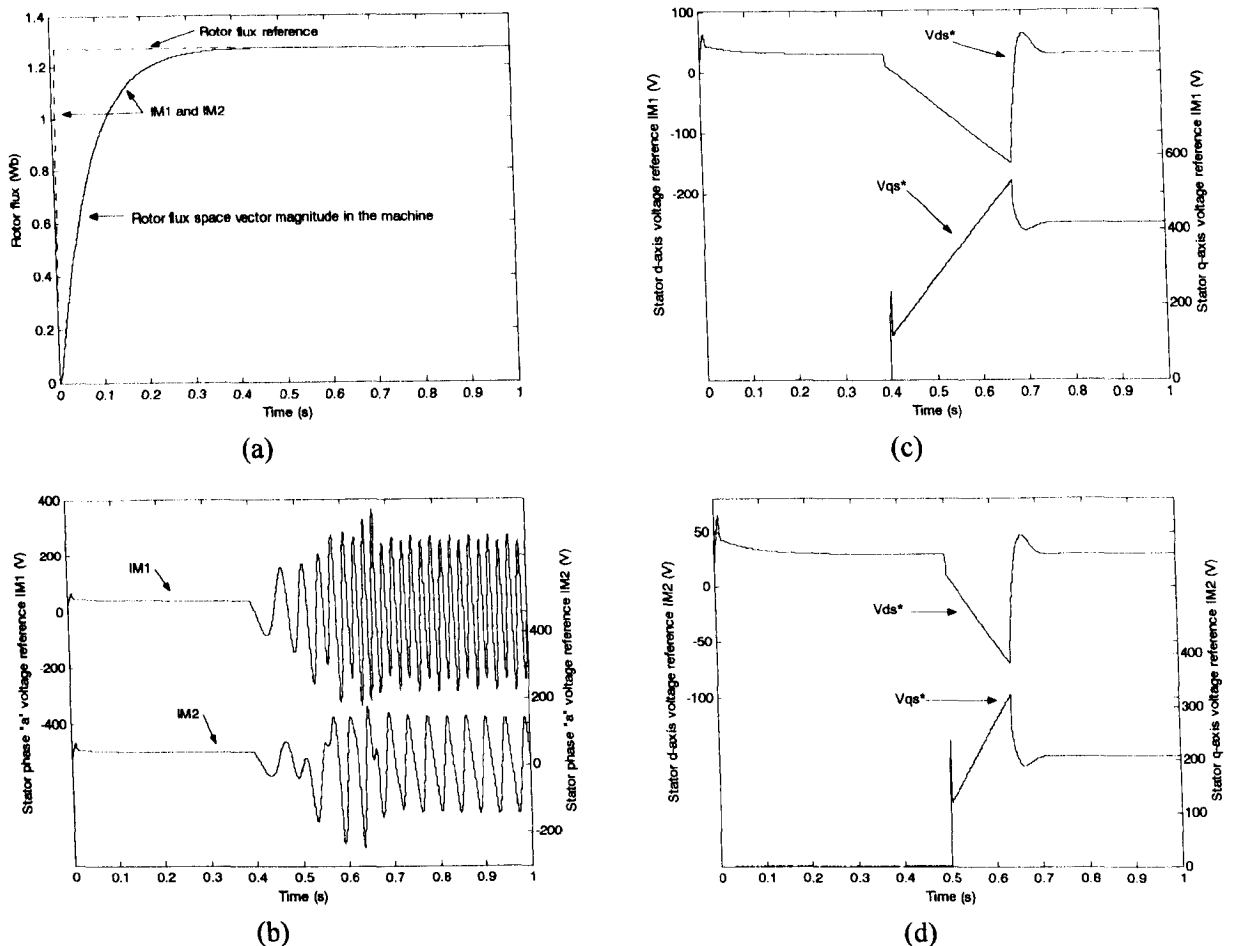 1.4
1.2
1
0.8
0.6
0.4
0.2
0
Rotor flux (Wb)
Rotor flux reference
IM1 and IM2
Rotor flux space vector magnitude in the machine
0 0.1 0.2 0.3 0.4 0.5 0.6 0.7 0.8 0.9 1
Time (s)
(a)
100
0
-100
-200
Stator d-axis voltage reference IM1 (V)
Vds*
Vqs*
600
400
200
0
Stator q-axis voltage reference IM1 (V)
0 0.1 0.2 0.3 0.4 0.5 0.6 0.7 0.8 0.9 1
Time (s)
(c)
400
200
0
-200
-400
Stator phase "a" voltage reference IM1 (V)
IM1
IM2
400
200
0
-200
Stator phase "a" voltage reference IM2 (V)
0 0.1 0.2 0.3 0.4 0.5 0.6 0.7 0.8 0.9 1
Time (s)
(b)
50
0
-50
-100
Stator d-axis voltage reference IM2 (V)
Vds*
Vqs*
400
300
200
100
0
Stator q-axis voltage reference IM2 (V)
0 0.1 0.2 0.3 0.4 0.5 0.6 0.7 0.8 0.9 1
Time (s)
(d)